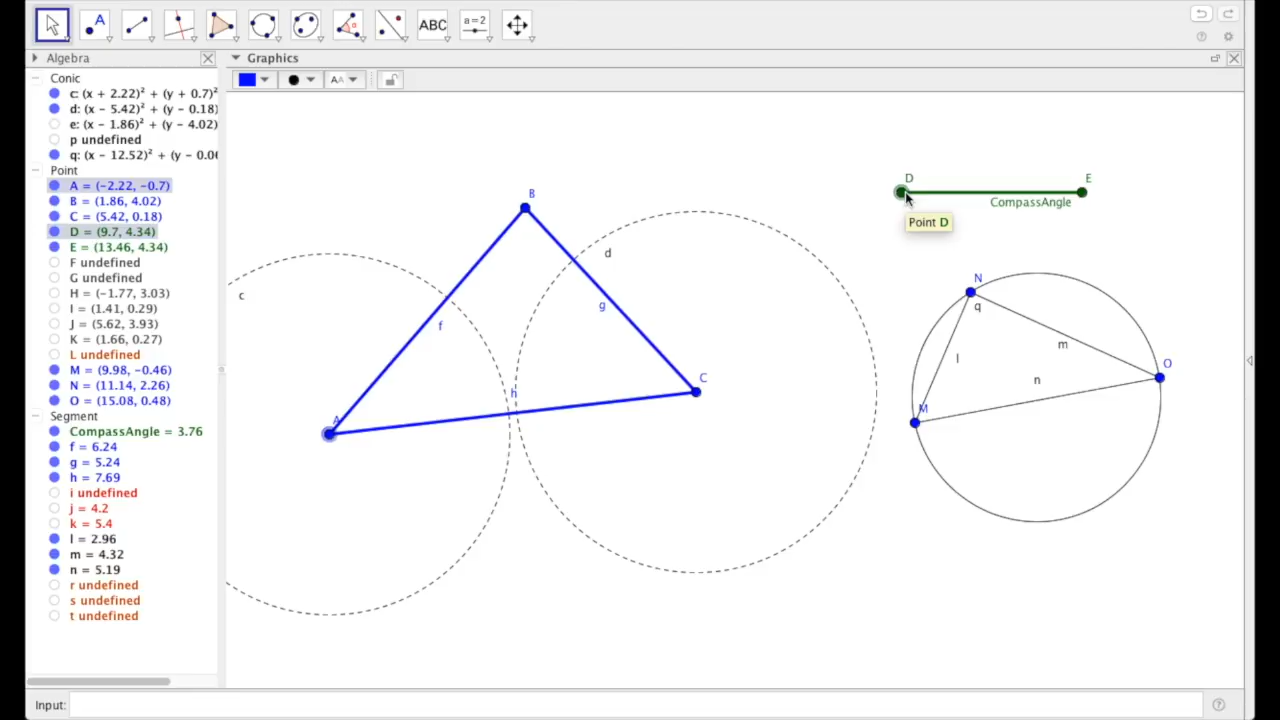 A
ABC
a=2
Algebra
Graphics
AA
Conic
c: (x + 2.22)² + (y + 0.7)²
d: (x − 5.42)² + (y − 0.18)
e: (x − 1.86)² + (y − 4.02)
p undefined
q: (x − 12.52)² + (y − 0.06
Point
A = (−2.22, −0.7)
B = (1.86, 4.02)
C = (5.42, 0.18)
D = (9.7, 4.34)
E = (13.46, 4.34)
F undefined
G undefined
H = (−1.77, 3.03)
I = (1.41, 0.29)
J = (5.62, 3.93)
K = (1.66, 0.27)
L undefined
M = (9.98, −0.46)
N = (11.14, 2.26)
O = (15.08, 0.48)
Segment
CompassAngle = 3.76
f = 6.24
g = 5.24
h = 7.69
i undefined
j = 4.2
k = 5.4
l = 2.96
m = 4.32
n = 5.19
r undefined
s undefined
t undefined
D
E
CompassAngle
Point D
B
d
c
g
f
C
h
A
N
q
m
l
O
n
M
Input: